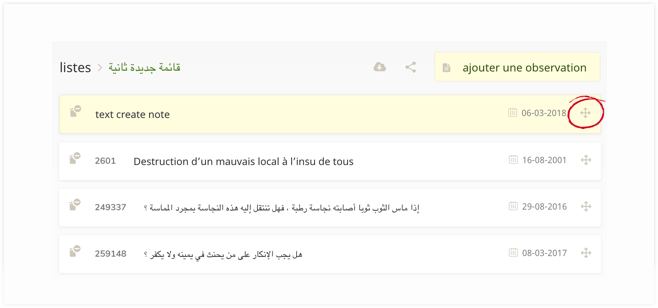 listes > قائمة جديدة ثانية
ajouter une observation
text create note 06-03-2018
2601 Destruction d'un mauvais local à l'insu de tous 16-08-2001
249337 إذا ماس الثوب ثوبا أصابته نجاسة رطبة ، فهل تنتقل إليه هذه النجاسة بمجرد الماسة ؟ 29-08-2016
259148 هل يجب الإنكار على من يحنث في يمينه ولا يكفر ؟ 08-03-2017